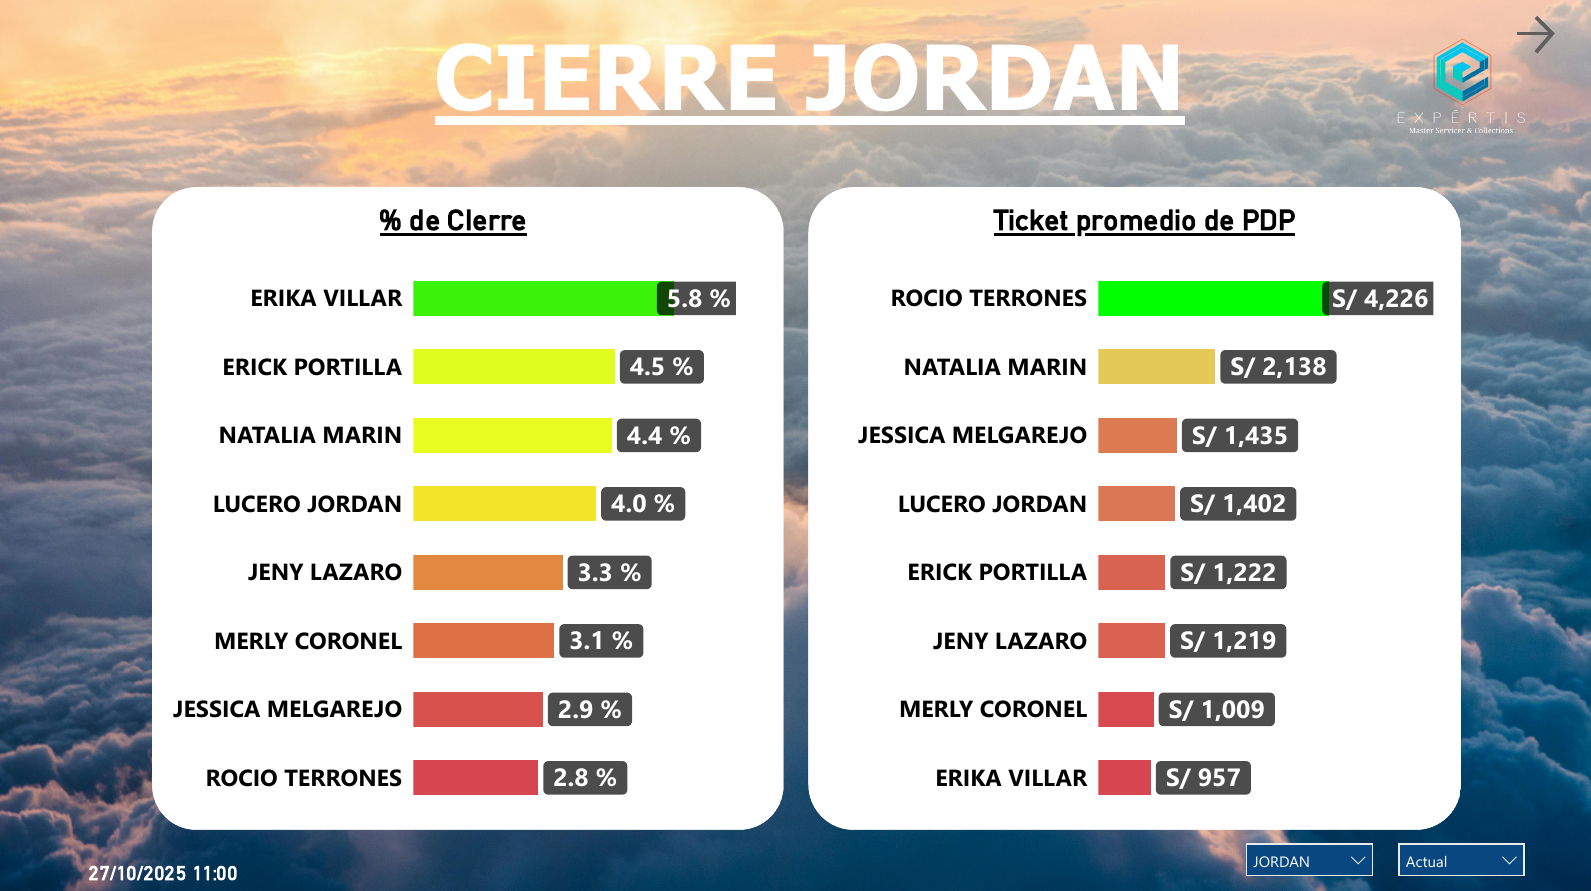 CIERRE JORDAN
EXPĒRTIS
Master Servicer & Collections
% de CIerre
ERIKA VILLAR 5.8 %
ERICK PORTILLA 4.5 %
NATALIA MARIN 4.4 %
LUCERO JORDAN 4.0 %
JENY LAZARO 3.3 %
MERLY CORONEL 3.1 %
JESSICA MELGAREJO 2.9 %
ROCIO TERRONES 2.8 %
Ticket promedio de PDP
ROCIO TERRONES S/ 4,226
NATALIA MARIN S/ 2,138
JESSICA MELGAREJO S/ 1,435
LUCERO JORDAN S/ 1,402
ERICK PORTILLA S/ 1,222
JENY LAZARO S/ 1,219
MERLY CORONEL S/ 1,009
ERIKA VILLAR S/ 957
27/10/2025 11:00
JORDAN
Actual